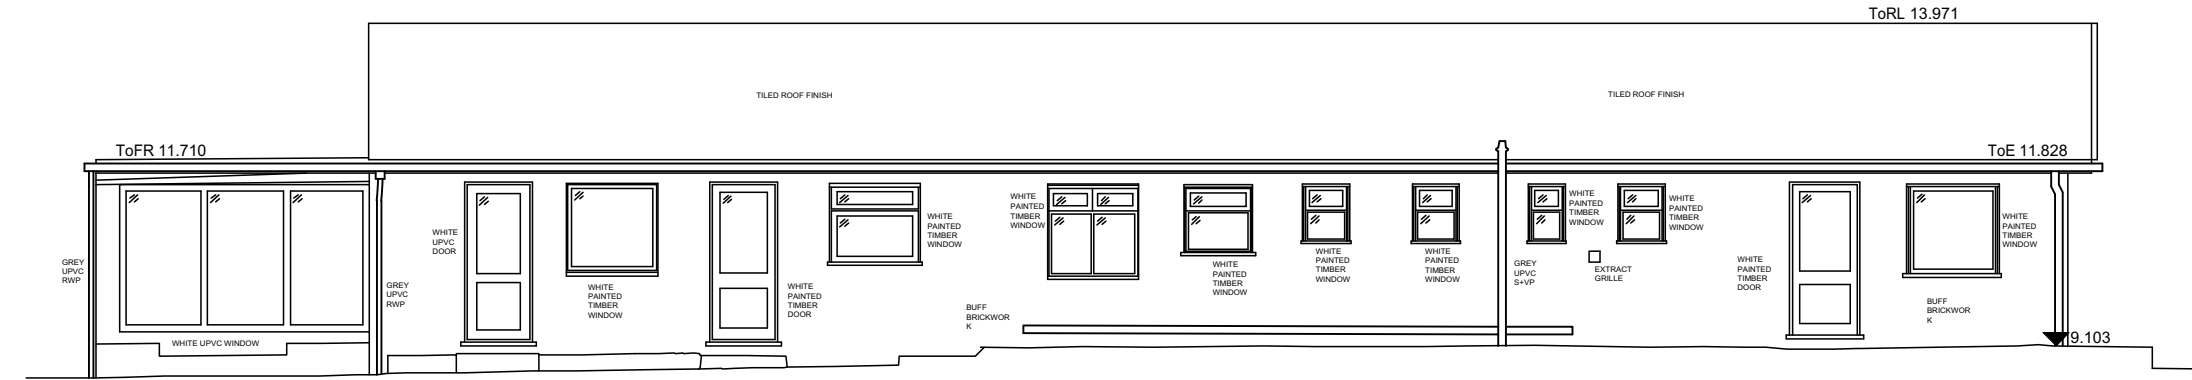 ToRL 13.971
TILED ROOF FINISH
TILED ROOF FINISH
ToFR 11.710
ToE 11.828
GREY
UPVC
RWP
WHITE UPVC WINDOW
GREY
UPVC
RWP
WHITE
UPVC
DOOR
WHITE
PAINTED
TIMBER
WINDOW
WHITE
PAINTED
TIMBER
DOOR
WHITE
PAINTED
TIMBER
WINDOW
BUFF
BRICKWOR
K
WHITE
PAINTED
TIMBER
WINDOW
WHITE
PAINTED
TIMBER
WINDOW
WHITE
PAINTED
TIMBER
WINDOW
WHITE
PAINTED
TIMBER
WINDOW
GREY
UPVC
S+VP
WHITE
PAINTED
TIMBER
WINDOW
EXTRACT
GRILLE
WHITE
PAINTED
TIMBER
WINDOW
WHITE
PAINTED
TIMBER
DOOR
WHITE
PAINTED
TIMBER
WINDOW
BUFF
BRICKWOR
K
9.103